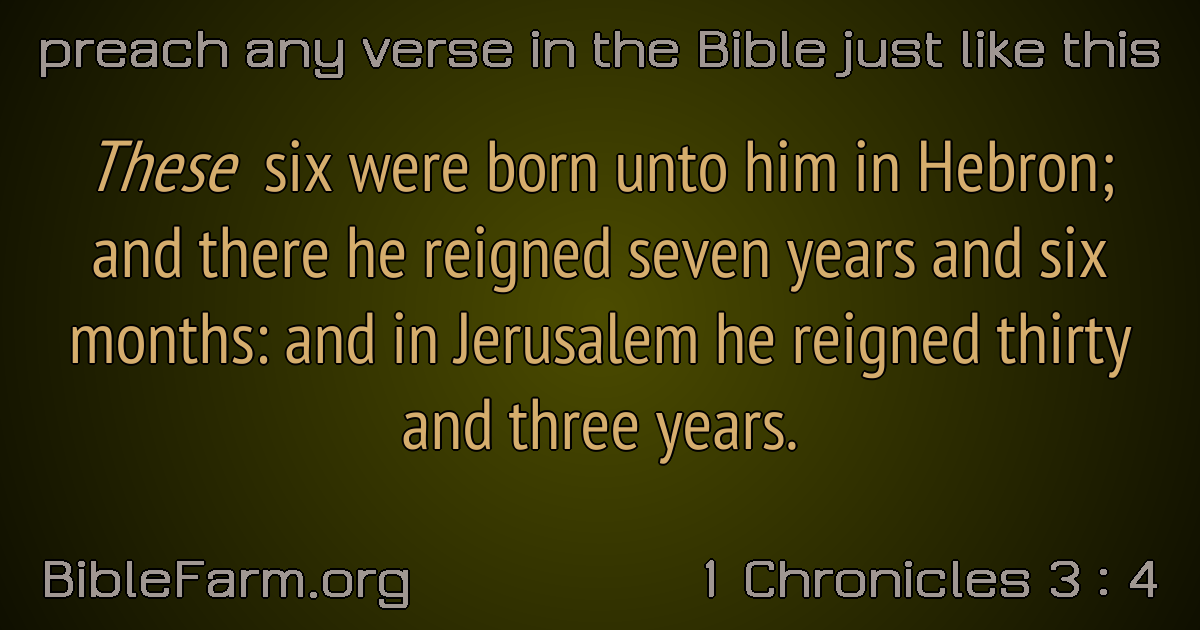 preach any verse in the Bible just like this
These six were born unto him in Hebron;
and there he reigned seven years and six
months: and in Jerusalem he reigned thirty
and three years.
BibleFarm.org
1 Chronicles 3 : 4